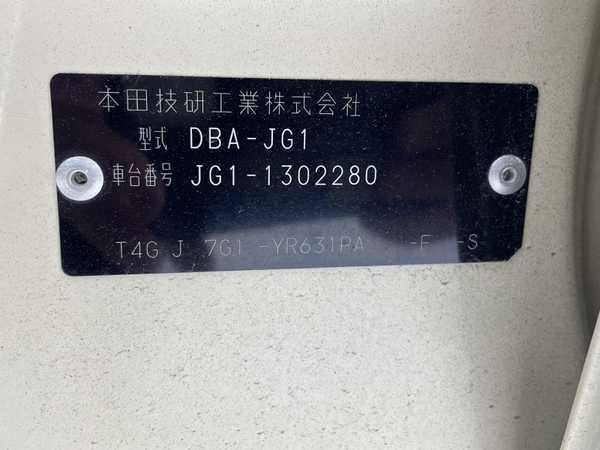 本田技研工業株式会社
型式 DBA-JG1
車台番号 JG1-1302280
T4G J 7G1 -YR631PA -F -S